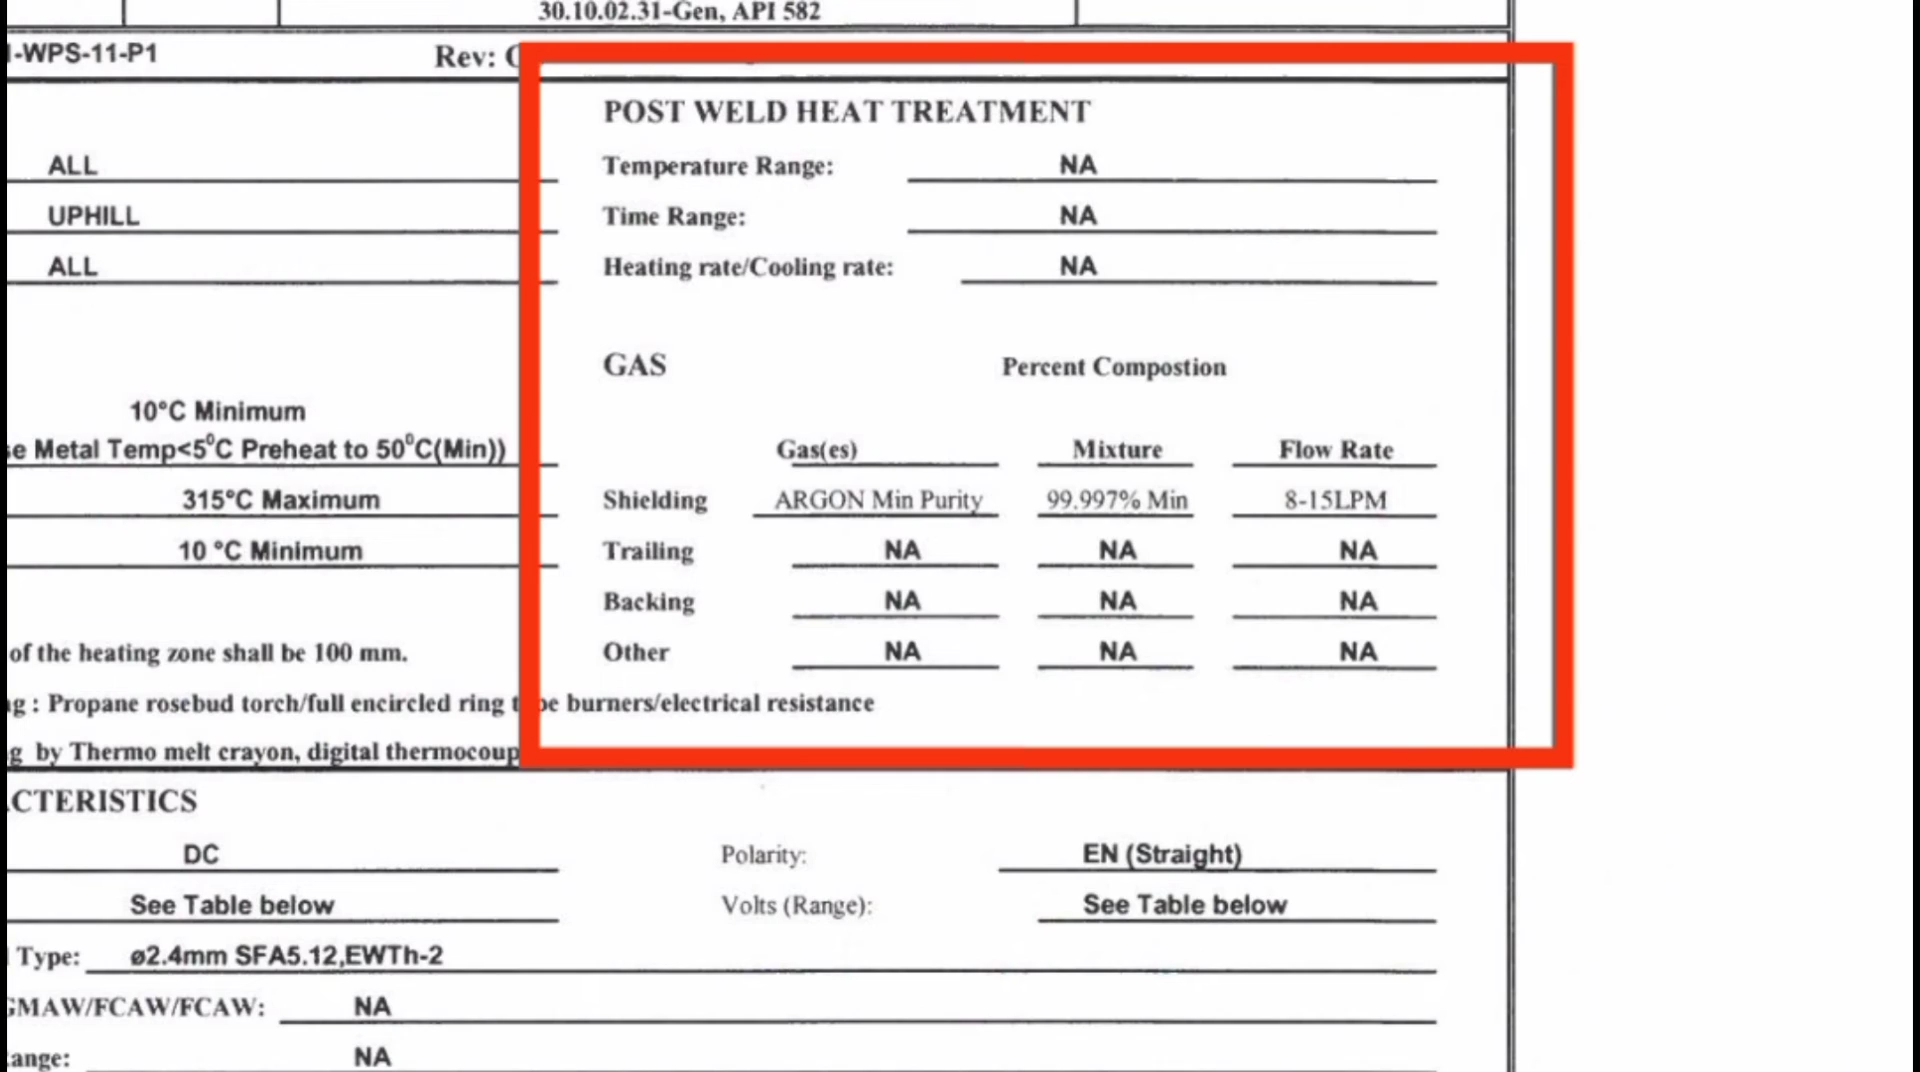 30.10.02.31-Gen, API 582
-WPS-11-P1 Rev:
POST WELD HEAT TREATMENT
ALL Temperature Range: NA
UPHILL Time Range: NA
ALL Heating rate/Cooling rate: NA
GAS Percent Compostion
10°C Minimum
se Metal Temp<5⁰C Preheat to 50⁰C(Min)) Gas(es) Mixture Flow Rate
315°C Maximum Shielding ARGON Min Purity 99.997% Min 8-15LPM
10 °C Minimum Trailing NA NA NA
Backing NA NA NA
of the heating zone shall be 100 mm. Other NA NA NA
ng : Propane rosebud torch/full encircled ring type burners/electrical resistance
g by Thermo melt crayon, digital thermocoup
CTERISTICS
DC Polarity: EN (Straight)
See Table below Volts (Range): See Table below
Type: ø2.4mm SFA5.12,EWTh-2
GMAW/FCAW/FCAW: NA
ange: NA